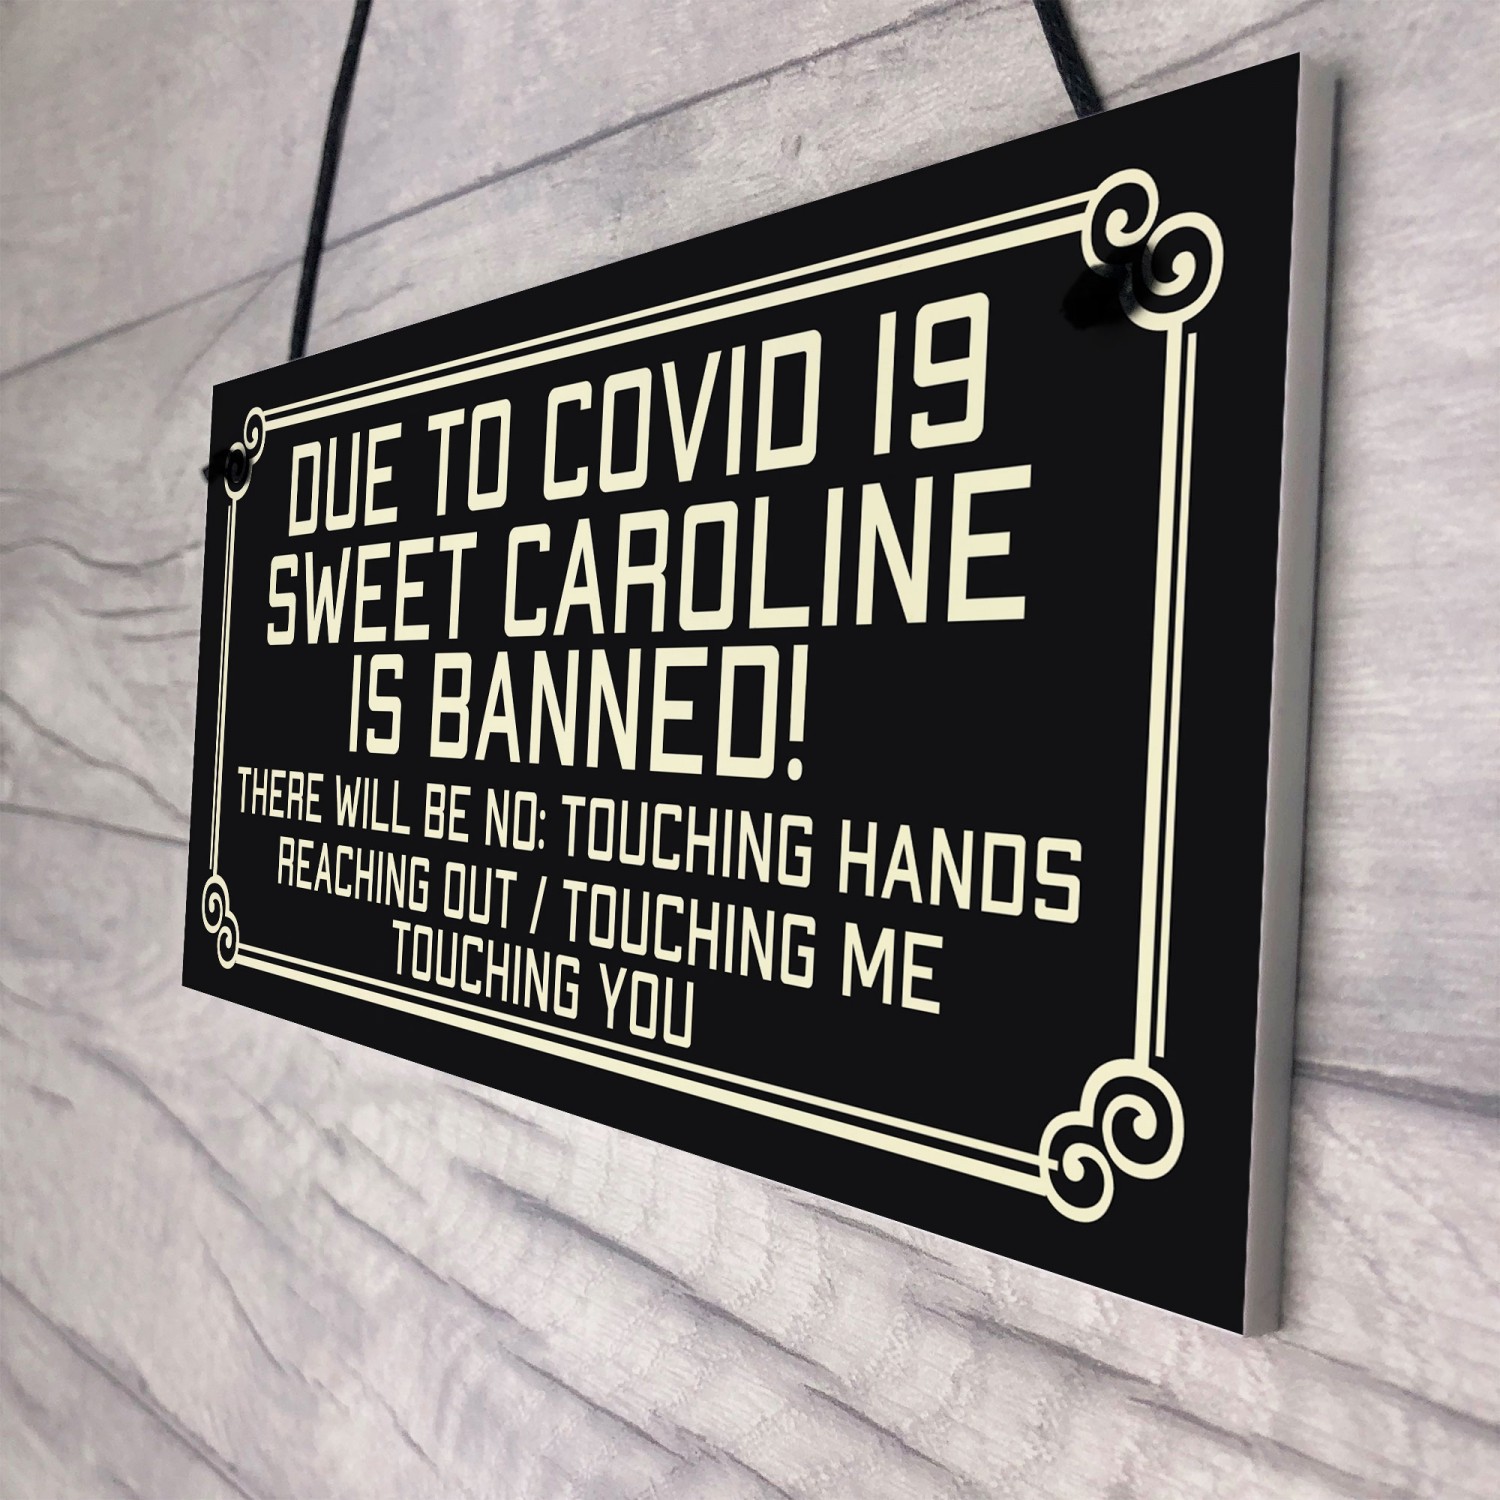 DUE TO COVID 19
SWEET CAROLINE
IS BANNED!
THERE WILL BE NO: TOUCHING HANDS
REACHING OUT / TOUCHING ME
TOUCHING YOU